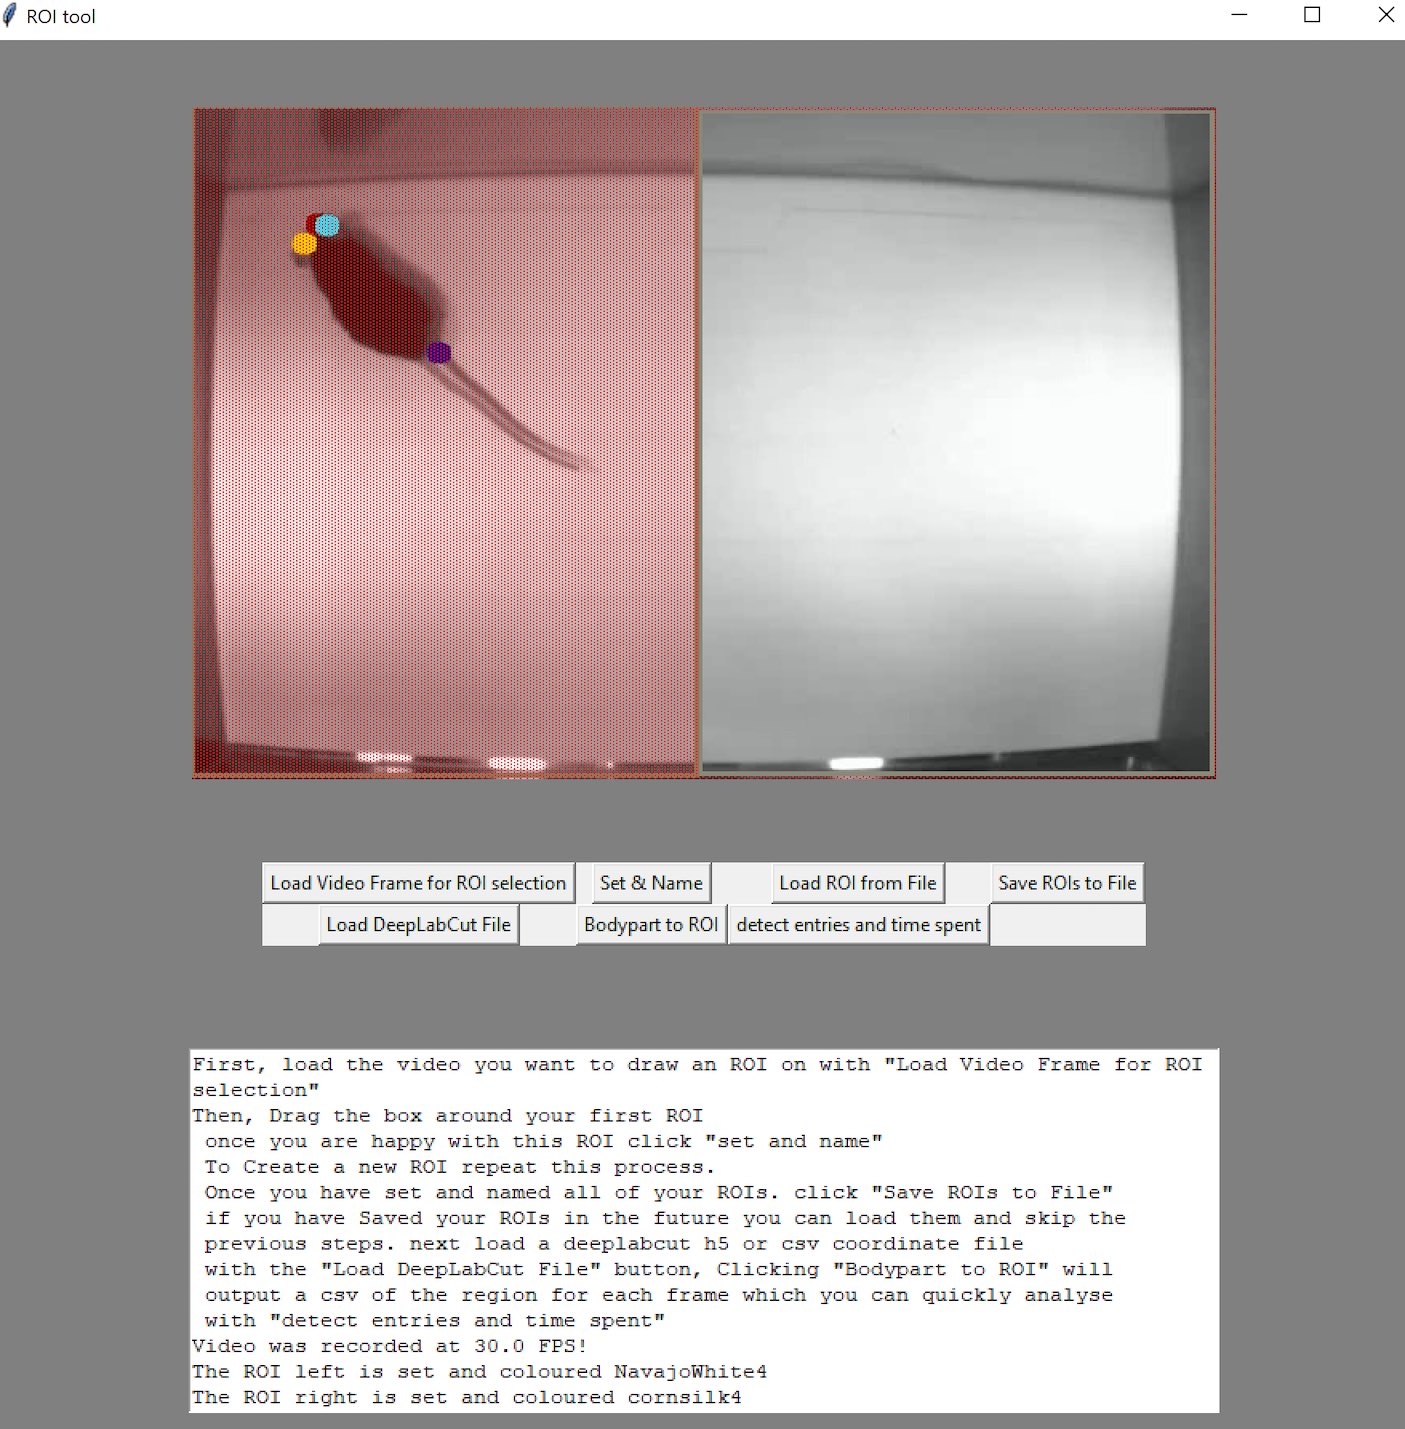 ROI tool
Load Video Frame for ROI selection
Set & Name
Load ROI from File
Save ROIs to File
Load DeepLabCut File
Bodypart to ROI
detect entries and time spent
First, load the video you want to draw an ROI on with "Load Video Frame for ROI
selection"
Then, Drag the box around your first ROI
once you are happy with this ROI click "set and name"
To Create a new ROI repeat this process.
Once you have set and named all of your ROIs. click "Save ROIs to File"
if you have Saved your ROIs in the future you can load them and skip the
previous steps. next load a deeplabcut h5 or csv coordinate file
with the "Load DeepLabCut File" button, Clicking "Bodypart to ROI" will
output a csv of the region for each frame which you can quickly analyse
with "detect entries and time spent"
Video was recorded at 30.0 FPS!
The ROI left is set and coloured NavajoWhite4
The ROI right is set and coloured cornsilk4